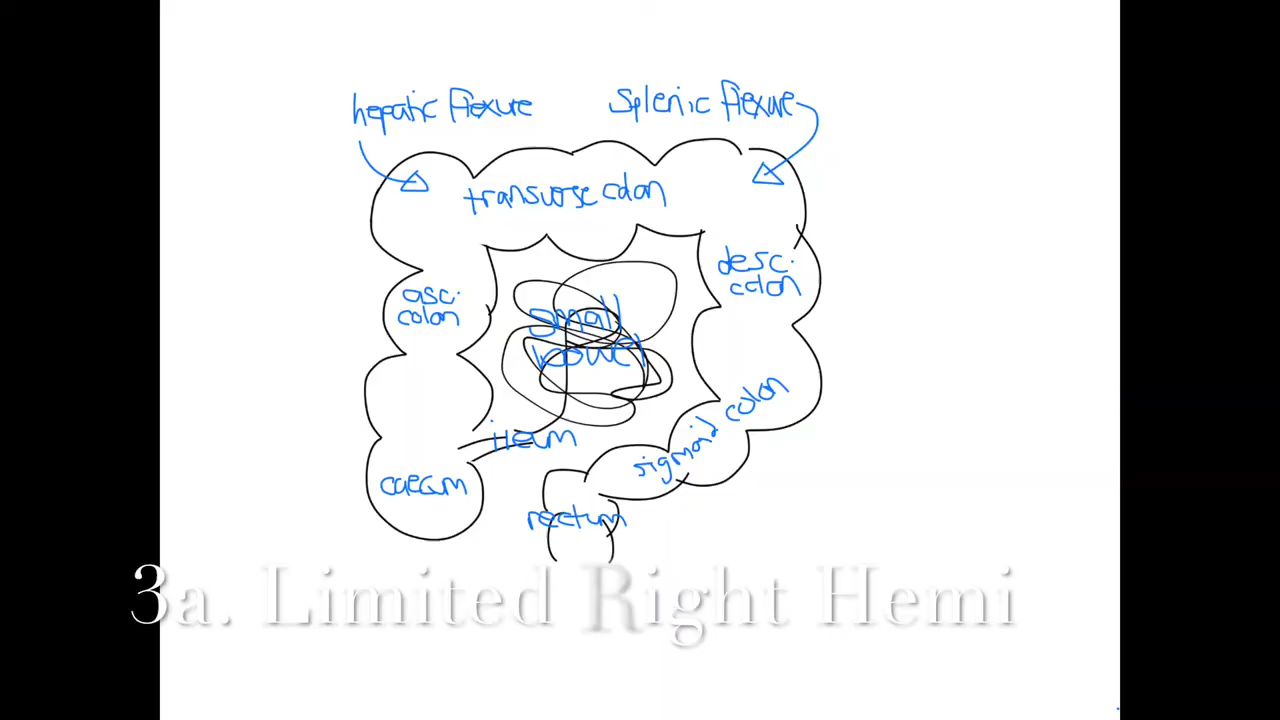 hepatic flexure
splenic flexure
transverse colon
desc.
colon
asc.
colon
small
bowel
sigmoid colon
ileum
caecum
rectum
3a. Limited Right Hemi